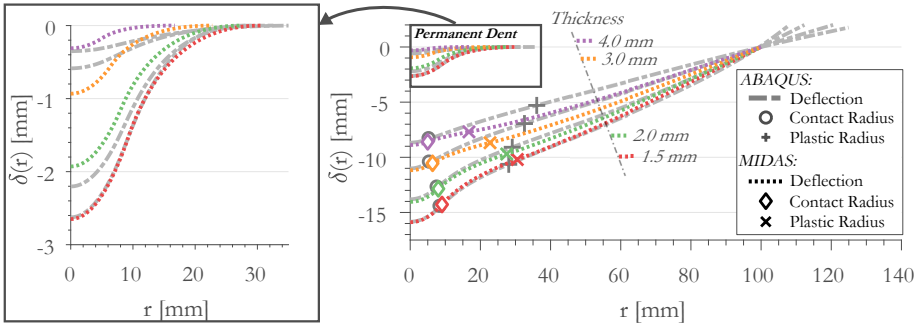 0
-1
-2
-3
δ(r) [mm]
0
10
20
30
r [mm]
Permanent Dent
Thickness
4.0 mm
3.0 mm
2.0 mm
1.5 mm
0
-5
-10
-15
δ(r) [mm]
0
20
40
60
80
100
120
140
r [mm]
ABAQUS:
Deflection
Contact Radius
Plastic Radius
MIDAS:
Deflection
Contact Radius
Plastic Radius